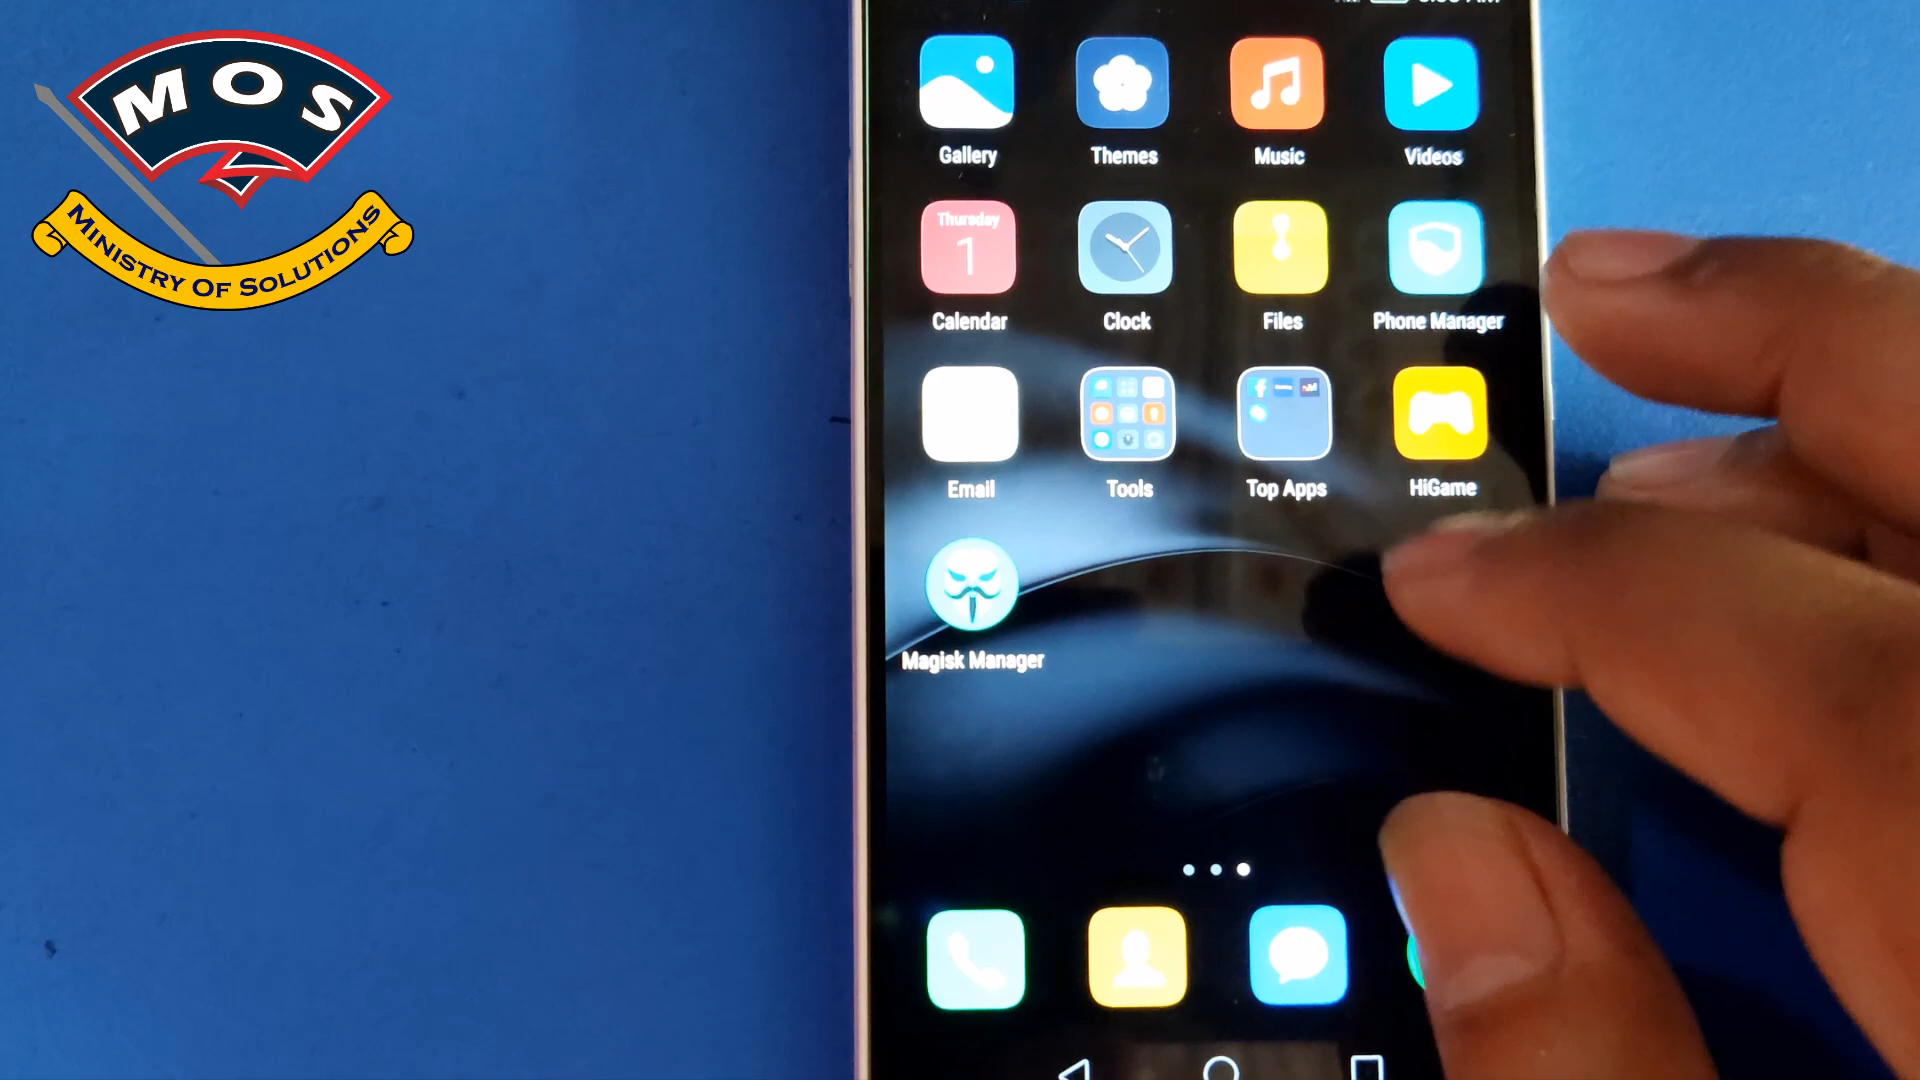 MOS
MINISTRY OF SOLUTIONS
Gallery
Themes
Music
Videos
Thursday
1
Calendar
Clock
Files
Phone Manager
Email
Tools
Top Apps
HiGame
Magisk Manager